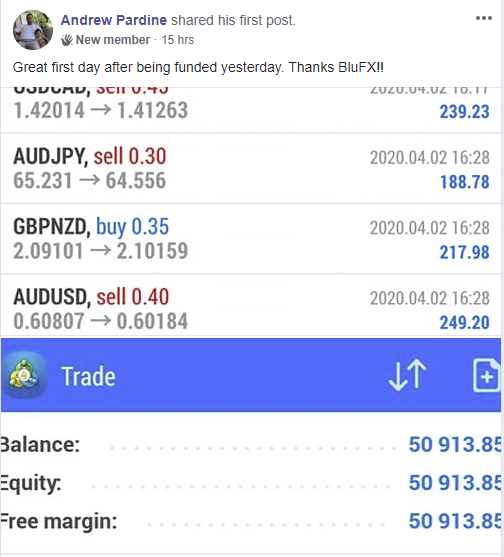 Andrew Pardine shared his first post.
New member · 15 hrs
Great first day after being funded yesterday. Thanks BluFX!!
USDCAD, sell 0.45 2020.04.02 18:17
1.42014 → 1.41263 239.23
AUDJPY, sell 0.30 2020.04.02 16:28
65.231 → 64.556 188.78
GBPNZD, buy 0.35 2020.04.02 16:28
2.09101 → 2.10159 217.98
AUDUSD, sell 0.40 2020.04.02 16:28
0.60807 → 0.60184 249.20
Trade
Balance: 50 913.85
Equity: 50 913.85
Free margin: 50 913.85